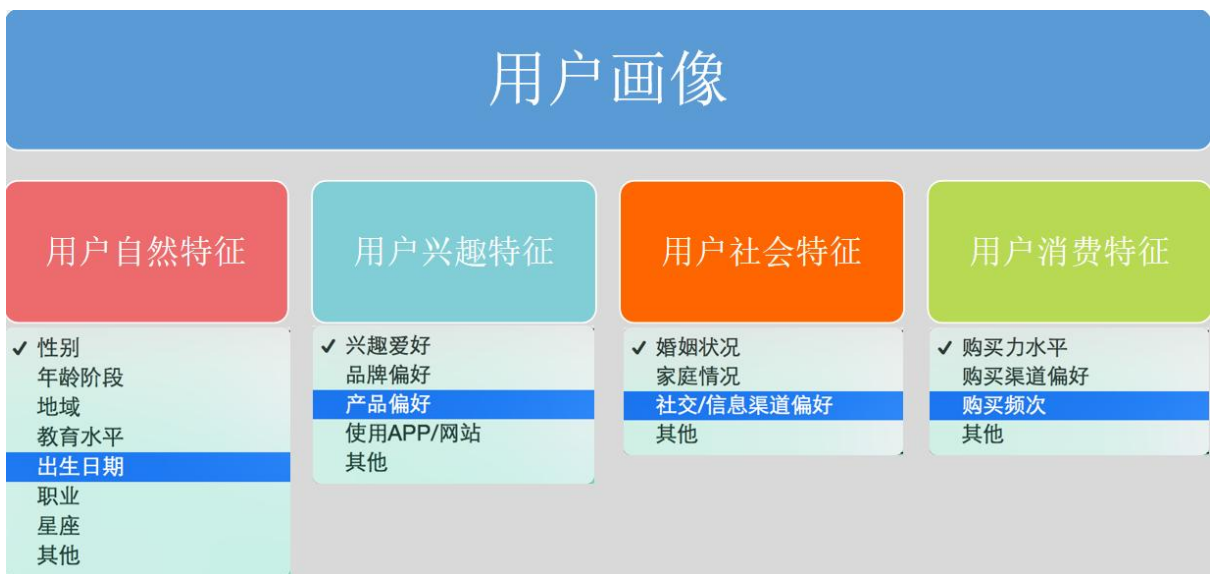 用户画像
用户自然特征
✓ 性别
年龄阶段
地域
教育水平
出生日期
职业
星座
其他
用户兴趣特征
✓ 兴趣爱好
品牌偏好
产品偏好
使用APP/网站
其他
用户社会特征
✓ 婚姻状况
家庭情况
社交/信息渠道偏好
其他
用户消费特征
✓ 购买力水平
购买渠道偏好
购买频次
其他